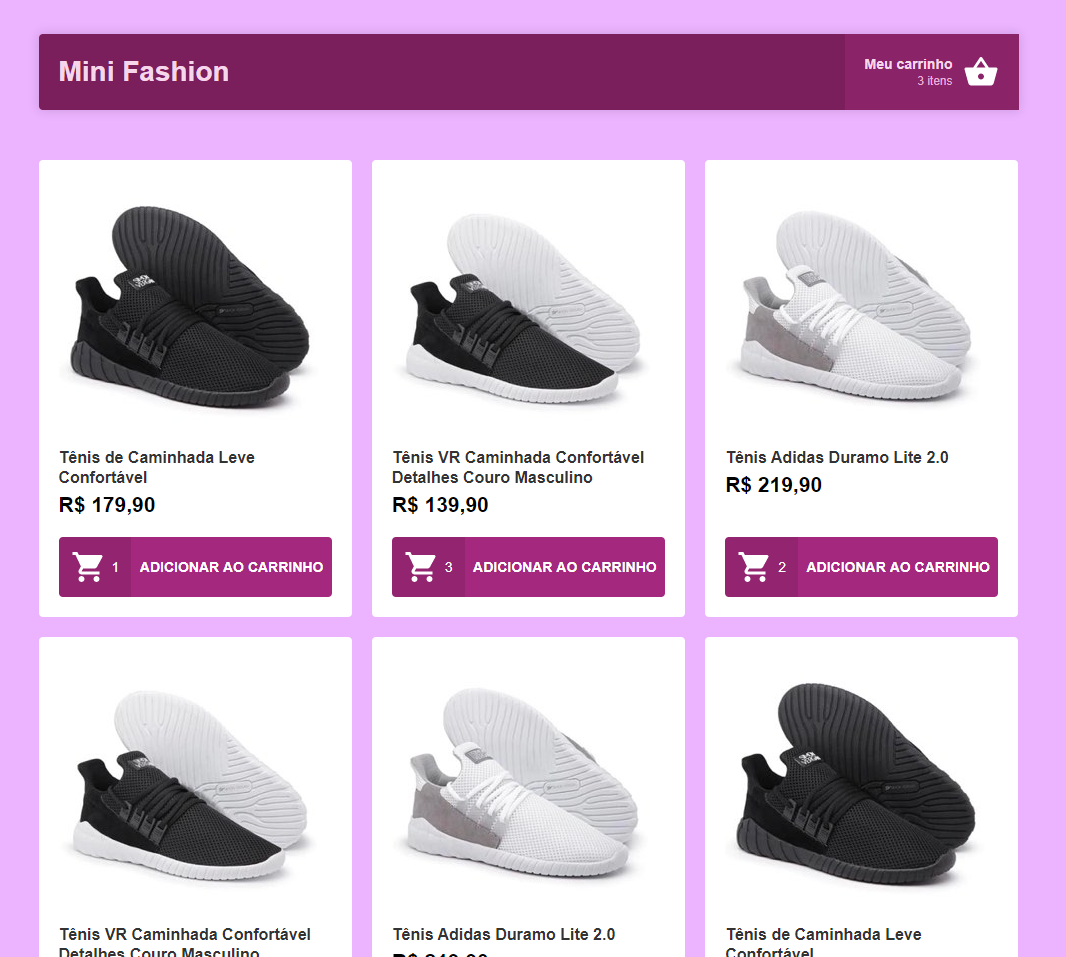 Mini Fashion
Meu carrinho
3 itens
Tênis de Caminhada Leve
Confortável
R$ 179,90
1 ADICIONAR AO CARRINHO
Tênis VR Caminhada Confortável
Detalhes Couro Masculino
R$ 139,90
3 ADICIONAR AO CARRINHO
Tênis Adidas Duramo Lite 2.0
R$ 219,90
2 ADICIONAR AO CARRINHO
Tênis VR Caminhada Confortável
Detalhes Couro Masculino
Tênis Adidas Duramo Lite 2.0
R$ 219,90
Tênis de Caminhada Leve
Confortável